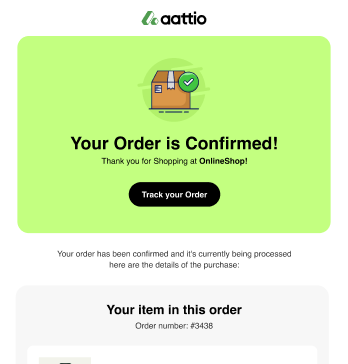 aattio
Your Order is Confirmed!
Thank you for Shopping at OnlineShop!
Track your Order
Your order has been confirmed and it's currently being processed
here are the details of the purchase:
Your item in this order
Order number: #3438